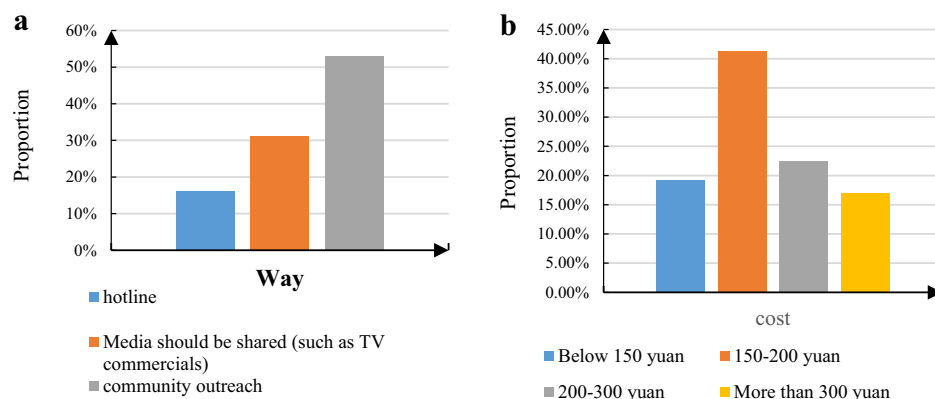 a
60%
50%
40%
30%
20%
10%
0%
Proportion
Way
hotline
Media should be shared (such as TV
commercials)
community outreach
b
45.00%
40.00%
35.00%
30.00%
25.00%
20.00%
15.00%
10.00%
5.00%
0.00%
Proportion
cost
Below 150 yuan
150-200 yuan
200-300 yuan
More than 300 yuan